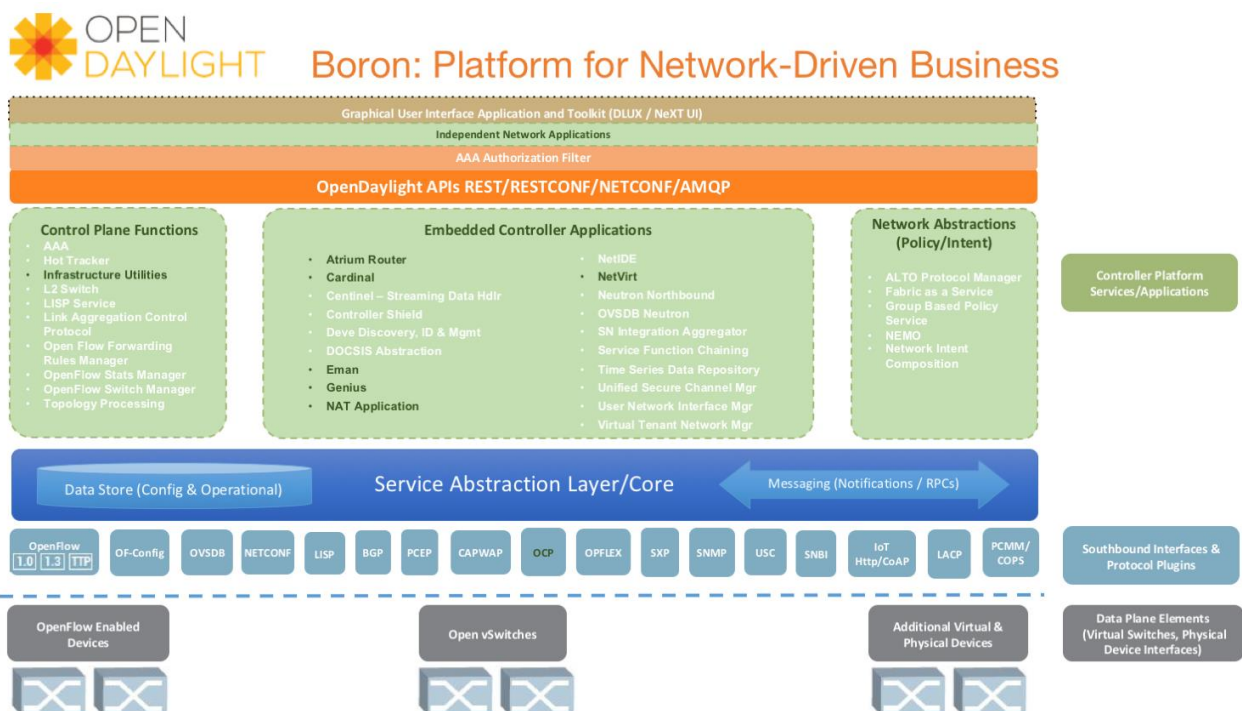 OPEN
DAYLIGHT
Boron: Platform for Network-Driven Business
Graphical User Interface Application and Toolkit (DLUX / NeXT UI)
Independent Network Applications
AAA Authorization Filter
OpenDaylight APIs REST/RESTCONF/NETCONF/AMQP
Control Plane Functions
• AAA
• Hot Tracker
• Infrastructure Utilities
• L2 Switch
• LISP Service
• Link Aggregation Control
Protocol
• Open Flow Forwarding
Rules Manager
• OpenFlow Stats Manager
• OpenFlow Switch Manager
• Topology Processing
Embedded Controller Applications
• Atrium Router
• Cardinal
• Centinel – Streaming Data Hdlr
• Controller Shield
• Deve Discovery, ID & Mgmt
• DOCSIS Abstraction
• Eman
• Genius
• NAT Application
• NetIDE
• NetVirt
• Neutron Northbound
• OVSDB Neutron
• SN Integration Aggregator
• Service Function Chaining
• Time Series Data Repository
• Unified Secure Channel Mgr
• User Network Interface Mgr
• Virtual Tenant Network Mgr
Network Abstractions
(Policy/Intent)
• ALTO Protocol Manager
• Fabric as a Service
• Group Based Policy
Service
• NEMO
• Network Intent
Composition
Controller Platform
Services/Applications
Data Store (Config & Operational)
Service Abstraction Layer/Core
Messaging (Notifications / RPCs)
OpenFlow
1.0 1.3 TTP
OF-Config
OVSDB
NETCONF
LISP
BGP
PCEP
CAPWAP
OCP
OPFLEX
SXP
SNMP
USC
SNBI
IoT
Http/CoAP
LACP
PCMM/
COPS
Southbound Interfaces &
Protocol Plugins
OpenFlow Enabled
Devices
Open vSwitches
Additional Virtual &
Physical Devices
Data Plane Elements
(Virtual Switches, Physical
Device Interfaces)